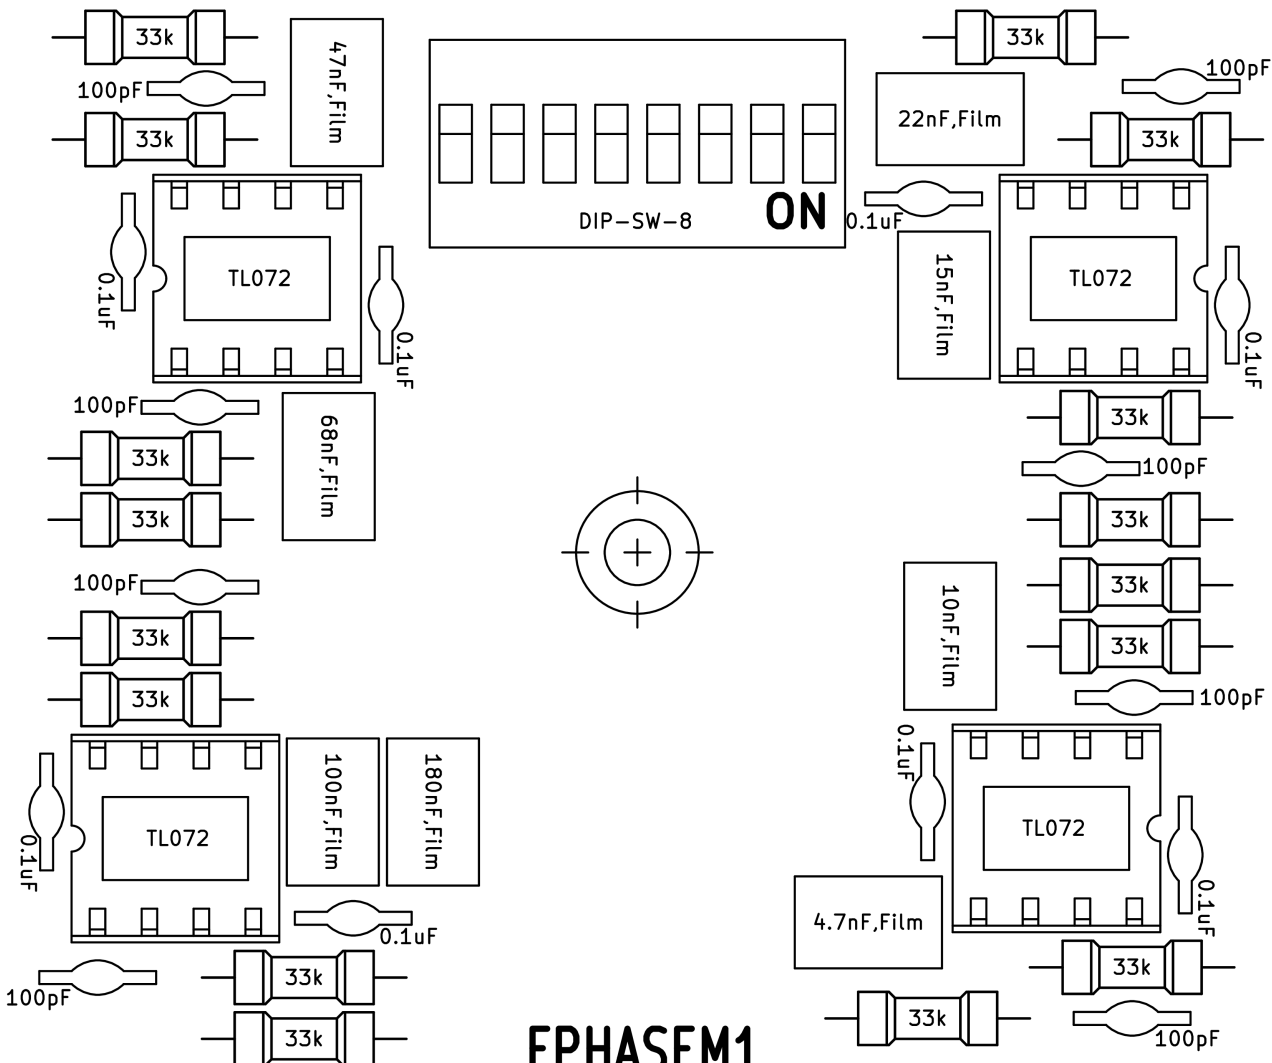 33k
33k
47nF,Film
100pF
100pF
22nF,Film
33k
33k
ON
DIP-SW-8
0.1uF
0.1uF
TL072
0.1uF
15nF,Film
TL072
0.1uF
100pF
68nF,Film
33k
33k
100pF
33k
33k
100pF
33k
10nF,Film
33k
33k
33k
100pF
0.1uF
100nF,Film
180nF,Film
TL072
0.1uF
TL072
0.1uF
4.7nF,Film
0.1uF
33k
33k
100pF
33k
100pF
33k
FPHASEM1